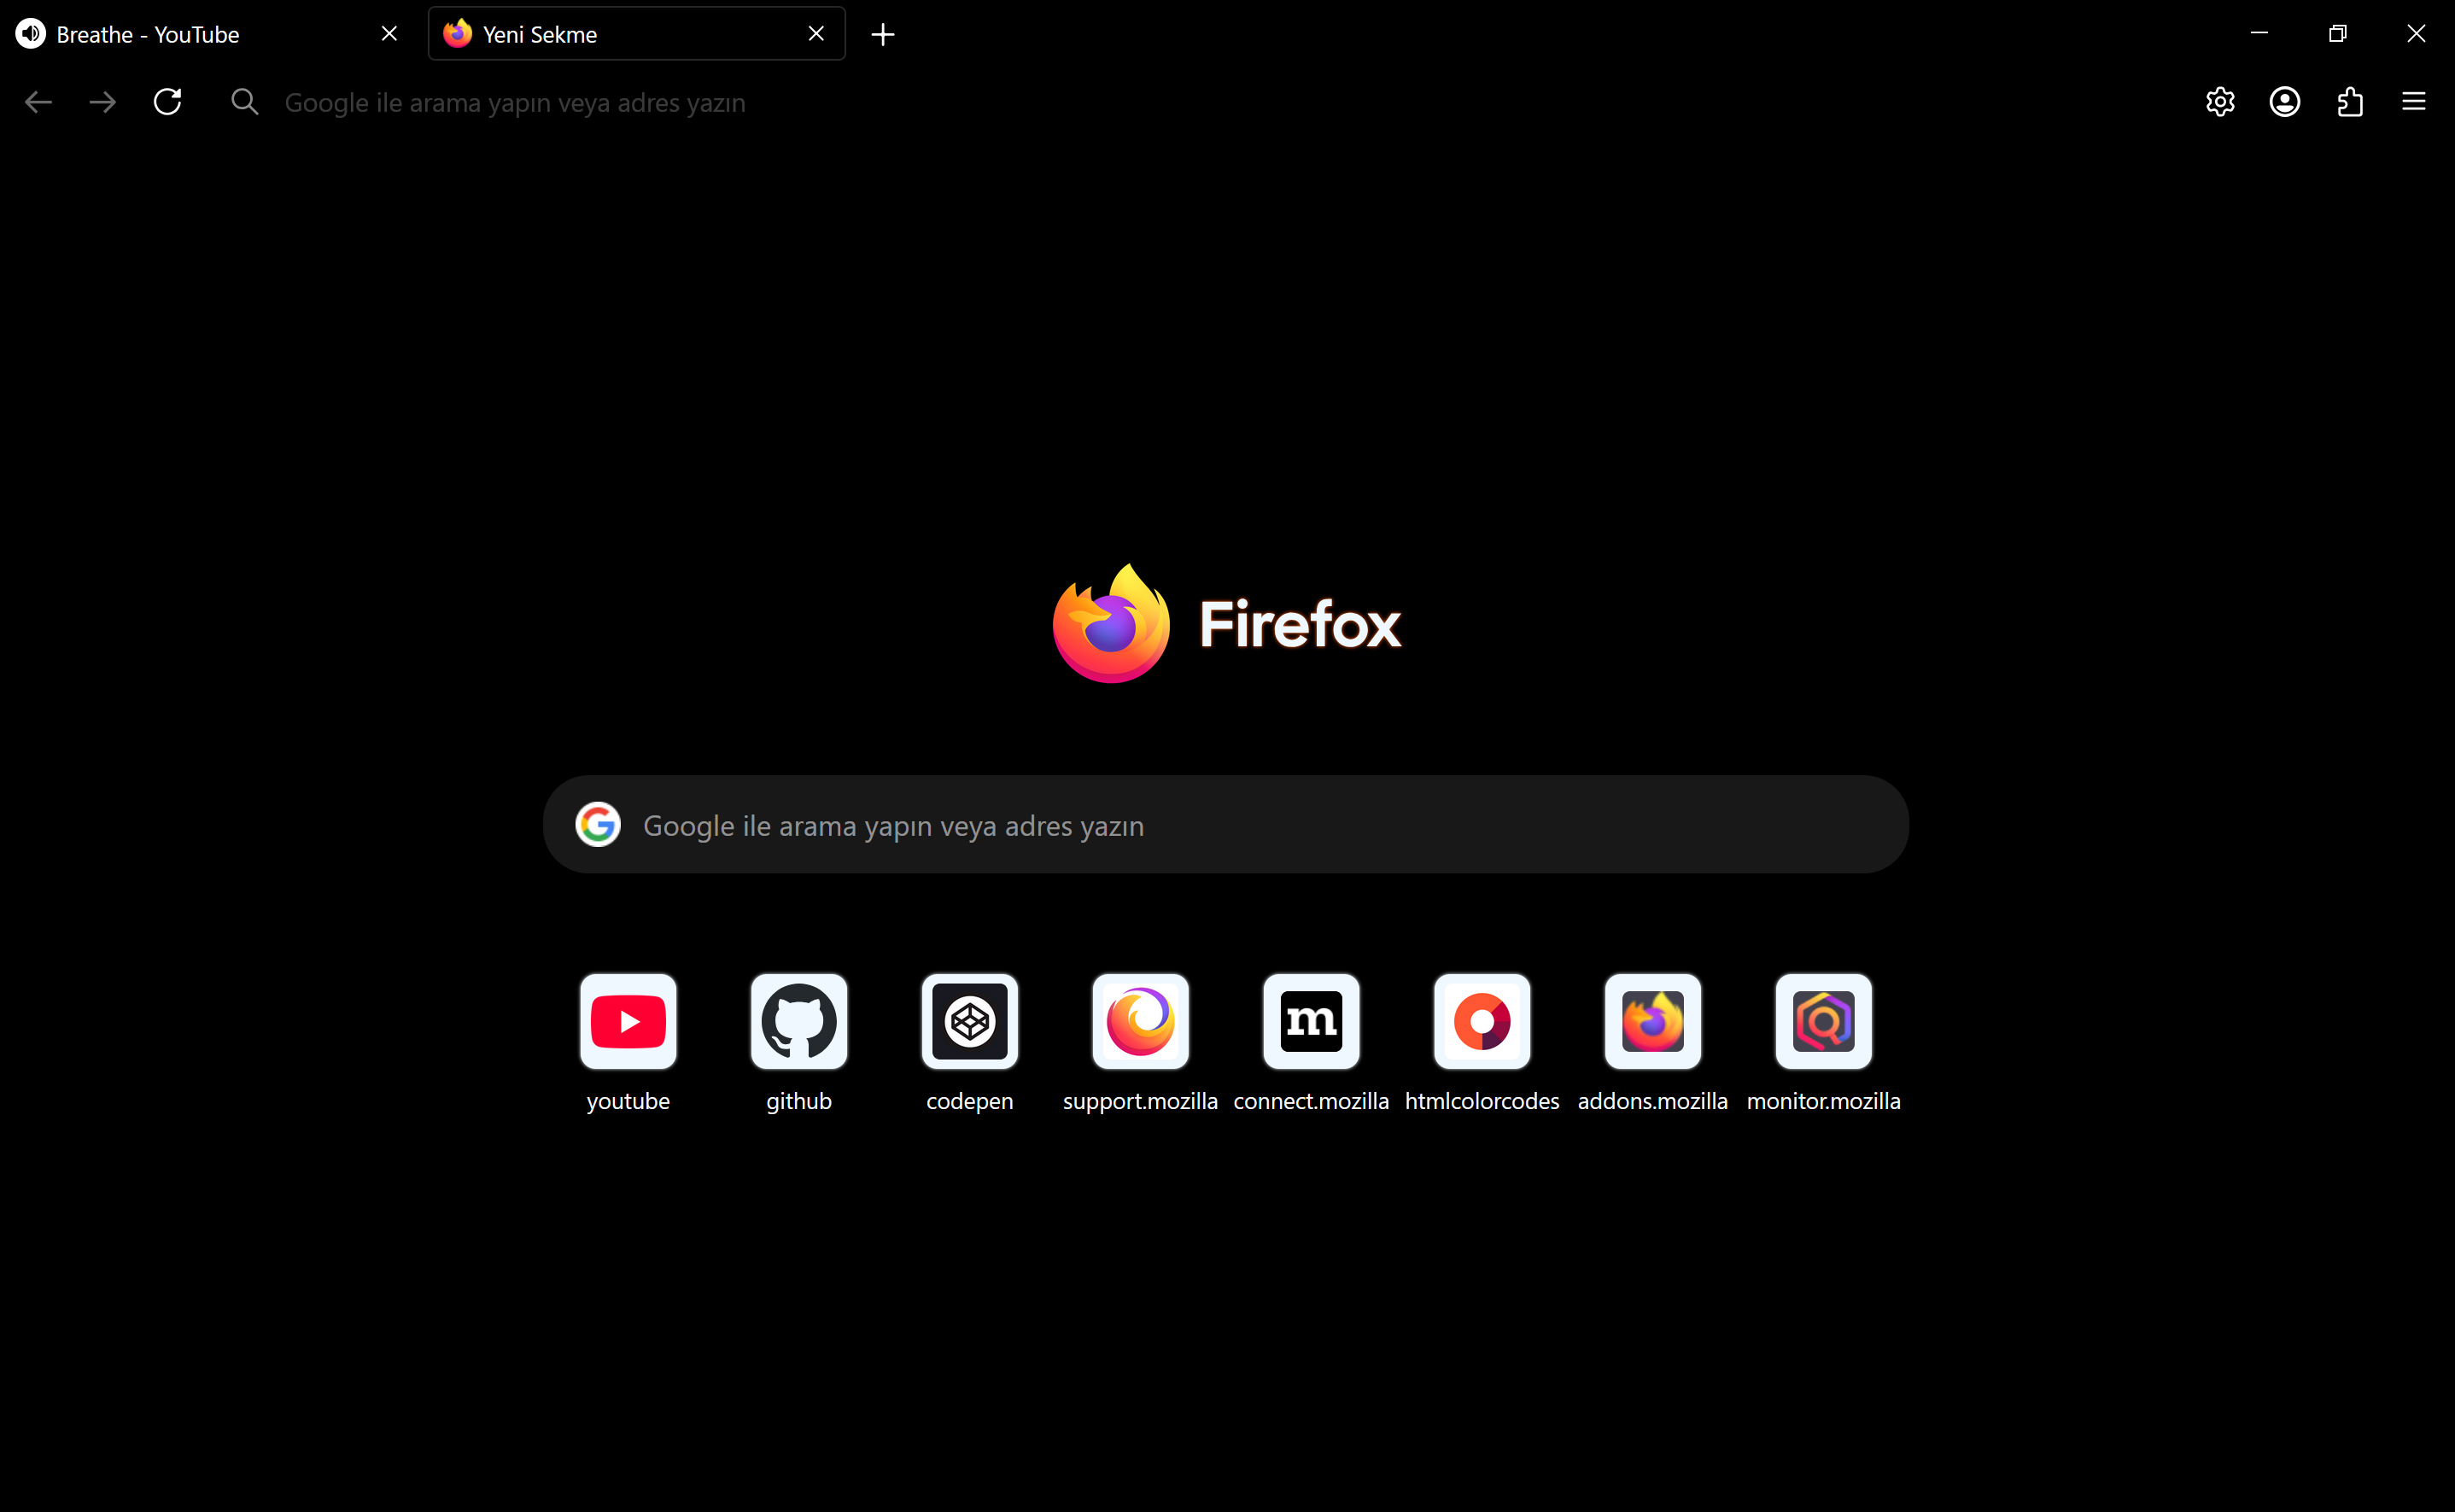 Breathe - YouTube
Yeni Sekme
Google ile arama yapın veya adres yazın
Firefox
Google ile arama yapın veya adres yazın
youtube github codepen support.mozilla connect.mozilla htmlcolorcodes addons.mozilla monitor.mozilla